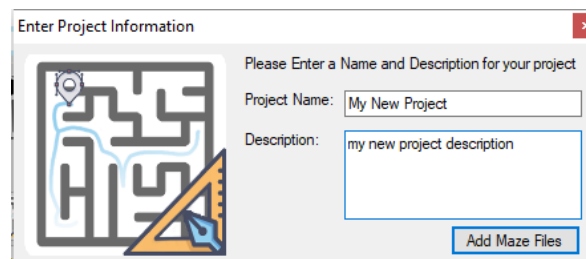 Enter Project Information
Please Enter a Name and Description for your project
Project Name: My New Project
Description: my new project description
Add Maze Files